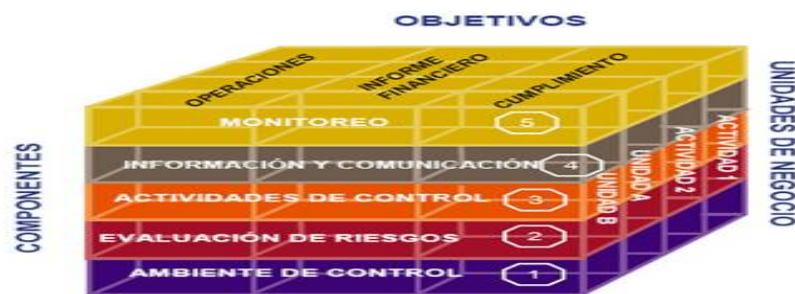 OBJETIVOS
OPERACIONES
INFORME
FINANCIERO
CUMPLIMIENTO
MONITOREO 5
INFORMACIÓN Y COMUNICACIÓN 4
ACTIVIDADES DE CONTROL 3
EVALUACIÓN DE RIESGOS 2
AMBIENTE DE CONTROL 1
COMPONENTES
UNIDAD B
UNIDAD A
ACTIVIDAD 2
ACTIVIDAD 1
UNIDADES DE NEGOCIO